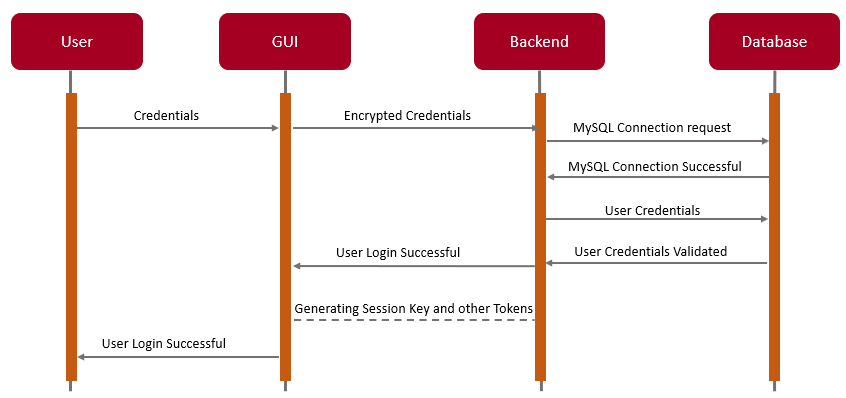 User
GUI
Backend
Database
Credentials
Encrypted Credentials
MySQL Connection request
MySQL Connection Successful
User Credentials
User Credentials Validated
User Login Successful
Generating Session Key and other Tokens
User Login Successful